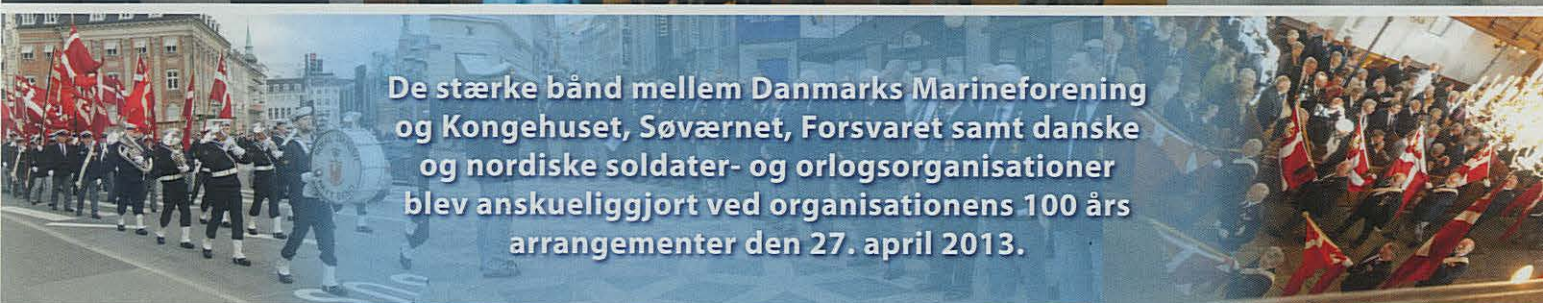 De stærke bånd mellem Danmarks Marineforening
og Kongehuset, Søværnet, Forsvaret samt danske
og nordiske soldater- og orlogsorganisationer
blev anskueliggjort ved organisationens 100 års
arrangementer den 27. april 2013.